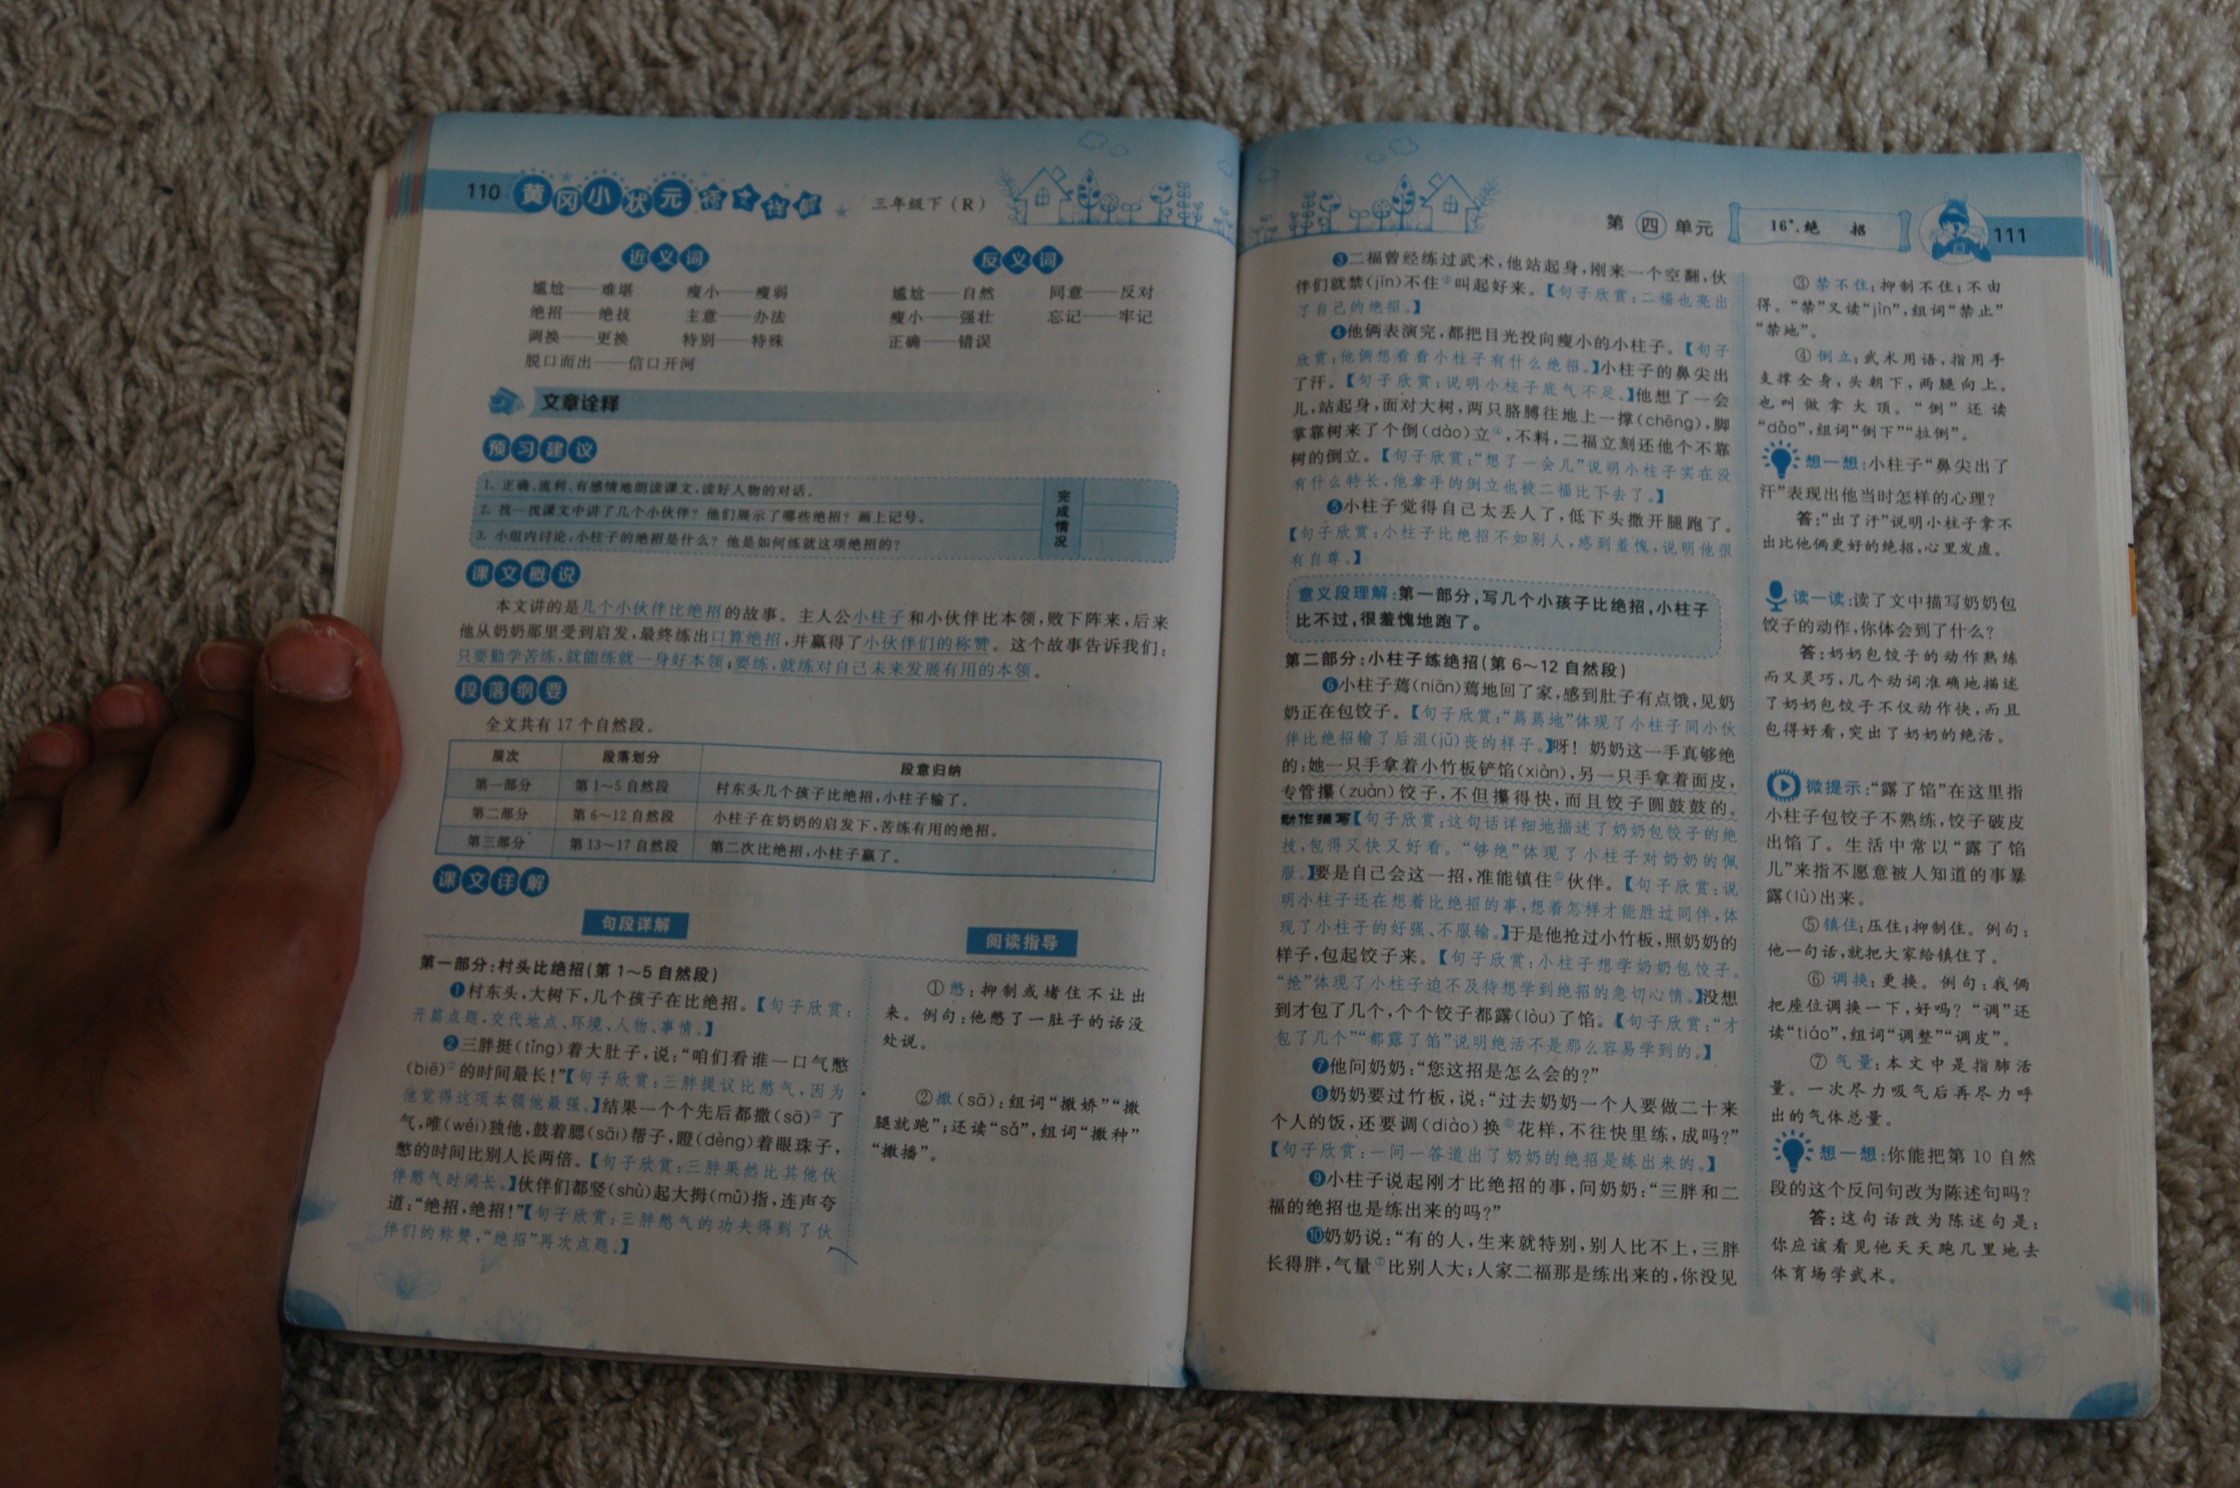 110 黄冈小状元 语文详解 三年级下(R)
近义词
尴尬——难堪 瘦小——瘦弱
绝招——绝技 主意——办法
调换——更换 特别——特殊
脱口而出——信口开河
反义词
尴尬——自然 同意——反对
瘦小——强壮 忘记——牢记
正确——错误
文章诠释
预习建议
1. 正确、流利、有感情地朗读课文,读好人物的对话。
2. 找一找课文中讲了几个小伙伴?他们展示了哪些绝招?画上记号。
3. 小组内讨论:小柱子的绝招是什么?他是如何练就这项绝招的?
完成情况
课文概说
本文讲的是几个小伙伴比绝招的故事。主人公小柱子和小伙伴比本领,败下阵来,后来
他从奶奶那里受到启发,最终练出口算绝招,并赢得了小伙伴们的称赞。这个故事告诉我们:
只要勤学苦练,就能练就一身好本领;要练,就练对自己未来发展有用的本领。
段落纲要
全文共有 17 个自然段。
层次 段落划分 段意归纳
第一部分 第 1～5 自然段 村东头几个孩子比绝招,小柱子输了。
第二部分 第 6～12 自然段 小柱子在奶奶的启发下,苦练有用的绝招。
第三部分 第 13～17 自然段 第二次比绝招,小柱子赢了。
课文详解
句段详解
第一部分:村头比绝招(第 1～5 自然段)
❶村东头,大树下,几个孩子在比绝招。【句子欣赏:
开篇点题,交代地点、环境、人物、事情。】
❷三胖挺(tǐng)着大肚子,说:“咱们看谁一口气憋
(biē)①的时间最长!”【句子欣赏:三胖提议比憋气,因为
他觉得这项本领他最强。】结果一个个先后都撒(sā)②了
气,唯(wéi)独他,鼓着腮(sāi)帮子,瞪(dèng)着眼珠子,
憋的时间比别人长两倍。【句子欣赏:三胖果然比其他伙
伴憋气时间长。】伙伴们都竖(shù)起大拇(mǔ)指,连声夸
道:“绝招,绝招!”【句子欣赏:三胖憋气的功夫得到了伙
伴们的称赞,“绝招”再次点题。】
阅读指导
①憋:抑制或堵住不让出
来。例句:他憋了一肚子的话没
处说。
②撒(sā):组词“撒娇”“撒
腿就跑”;还读“sǎ”,组词“撒种”
“撒播”。
第四单元 16*.绝 招 111
❸二福曾经练过武术,他站起身,刚来一个空翻,伙
伴们就禁(jīn)不住③叫起好来。【句子欣赏:二福也亮出
了自己的绝招。】
❹他俩表演完,都把目光投向瘦小的小柱子。【句子
欣赏:他俩想看看小柱子有什么绝招。】小柱子的鼻尖出
了汗。【句子欣赏:说明小柱子底气不足。】他想了一会
儿,站起身,面对大树,两只胳膊往地上一撑(chēng),脚
掌靠树来了个倒(dào)立④,不料,二福立刻还他个不靠
树的倒立。【句子欣赏:“想了一会儿”说明小柱子实在没
有什么特长,他拿手的倒立也被二福比下去了。】
❺小柱子觉得自己太丢人了,低下头撒开腿跑了。
【句子欣赏:小柱子比绝招不如别人,感到羞愧,说明他很
有自尊。】
意义段理解:第一部分,写几个小孩子比绝招,小柱子
比不过,很羞愧地跑了。
第二部分:小柱子练绝招(第 6～12 自然段)
❻小柱子蔫(niān)蔫地回了家,感到肚子有点饿,见奶
奶正在包饺子。【句子欣赏:“蔫蔫地”体现了小柱子同小伙
伴比绝招输了后沮(jǔ)丧的样子。】呀!奶奶这一手真够绝
的:她一只手拿着小竹板铲馅(xiàn),另一只手拿着面皮,
专管攥(zuàn)饺子,不但攥得快,而且饺子圆鼓鼓的。
动作描写【句子欣赏:这句话详细地描述了奶奶包饺子的绝
技,包得又快又好看。“够绝”体现了小柱子对奶奶的佩
服。】要是自己会这一招,准能镇住⑤伙伴。【句子欣赏:说
明小柱子还在想着比绝招的事,想着怎样才能胜过同伴,体
现了小柱子的好强、不服输。】于是他抢过小竹板,照奶奶的
样子,包起饺子来。【句子欣赏:小柱子想学奶奶包饺子。
“抢”体现了小柱子迫不及待想学到绝招的急切心情。】没想
到才包了几个,个个饺子都露(lòu)了馅。【句子欣赏:“才
包了几个”“都露了馅”说明绝活不是那么容易学到的。】
❼他问奶奶:“您这招是怎么会的?”
❽奶奶要过竹板,说:“过去奶奶一个人要做二十来
个人的饭,还要调(diào)换⑥花样,不往快里练,成吗?”
【句子欣赏:一问一答道出了奶奶的绝招是练出来的。】
❾小柱子说起刚才比绝招的事,问奶奶:“三胖和二
福的绝招也是练出来的吗?”
❿奶奶说:“有的人,生来就特别,别人比不上,三胖
长得胖,气量⑦比别人大;人家二福那是练出来的,你没见
③禁不住:抑制不住;不由
得。“禁”又读“jìn”,组词“禁止”
“禁地”。
④倒立:武术用语,指用手
支撑全身,头朝下,两腿向上。
也叫做拿大顶。“倒”还读
“dǎo”,组词“倒下”“拉倒”。
想一想:小柱子“鼻尖出了
汗”表现出他当时怎样的心理?
答:“出了汗”说明小柱子拿不
出比他俩更好的绝招,心里发虚。
读一读:读了文中描写奶奶包
饺子的动作,你体会到了什么?
答:奶奶包饺子的动作熟练
而又灵巧,几个动词准确地描述
了奶奶包饺子不仅动作快,而且
包得好看,突出了奶奶的绝活。
微提示:“露了馅”在这里指
小柱子包饺子不熟练,饺子破皮
出馅了。生活中常以“露了馅
儿”来指不愿意被人知道的事暴
露(lù)出来。
⑤镇住:压住;抑制住。例句:
他一句话,就把大家给镇住了。
⑥调换:更换。例句:我俩
把座位调换一下,好吗?“调”还
读“tiáo”,组词“调整”“调皮”。
⑦气量:本文中是指肺活
量。一次尽力吸气后再尽力呼
出的气体总量。
想一想:你能把第 10 自然
段的这个反问句改为陈述句吗?
答:这句话改为陈述句是:
你应该看见他天天跑几里地去
体育场学武术。